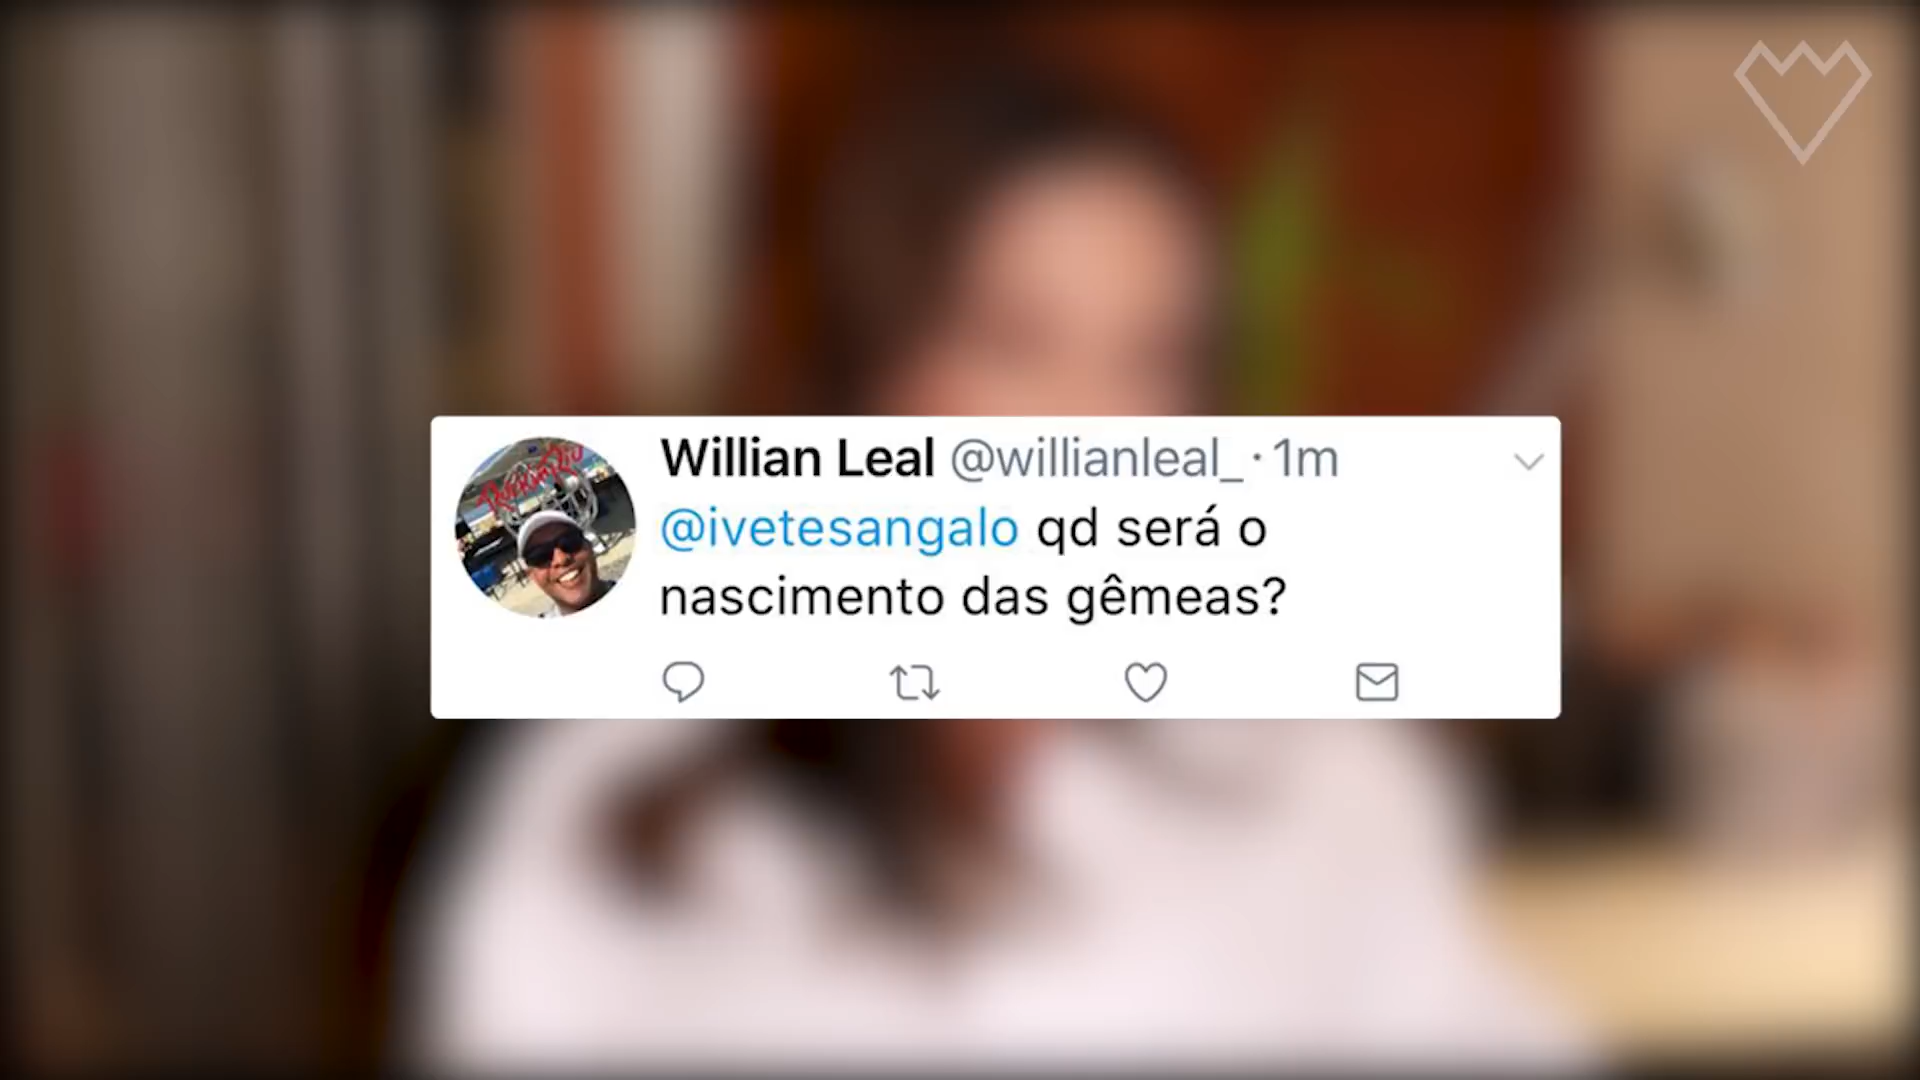 Willian Leal @willianleal_ · 1m
@ivetesangalo qd será o
nascimento das gêmeas?